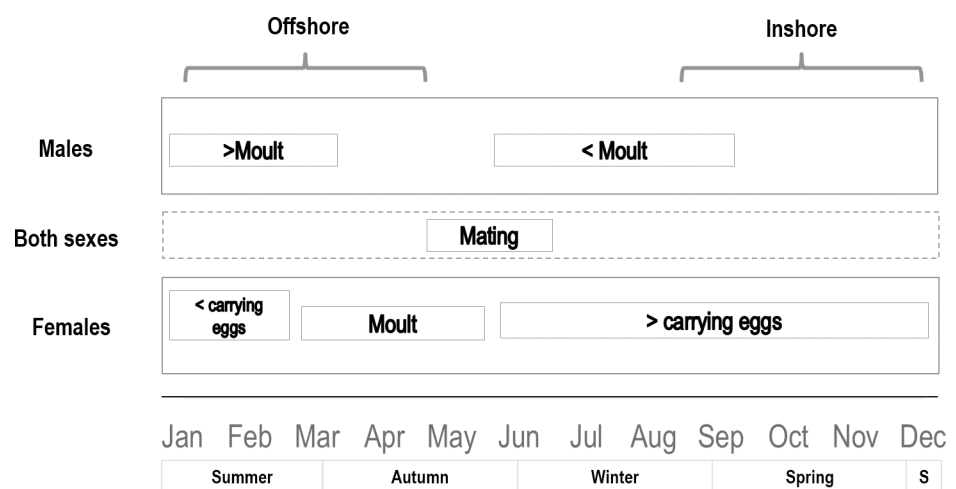 Offshore
Inshore
Males
>Moult
< Moult
Both sexes
Mating
Females
< carrying
eggs
Moult
> carrying eggs
Jan Feb Mar Apr May Jun Jul Aug Sep Oct Nov Dec
Summer Autumn Winter Spring S